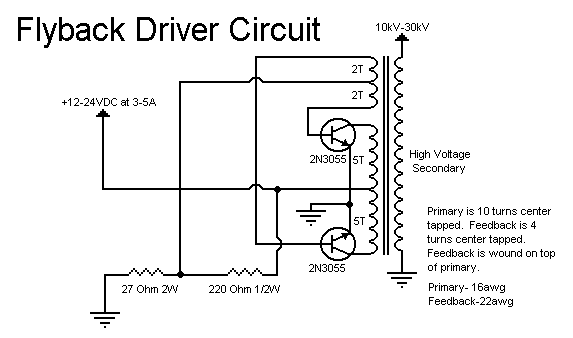 Flyback Driver Circuit
10kV-30kV
2T
+12-24VDC at 3-5A
2T
2N3055
5T
High Voltage
Secondary
5T
Primary is 10 turns center
tapped. Feedback is 4
turns center tapped.
Feedback is wound on top
of primary.
2N3055
27 Ohm 2W
220 Ohm 1/2W
Primary- 16awg
Feedback-22awg